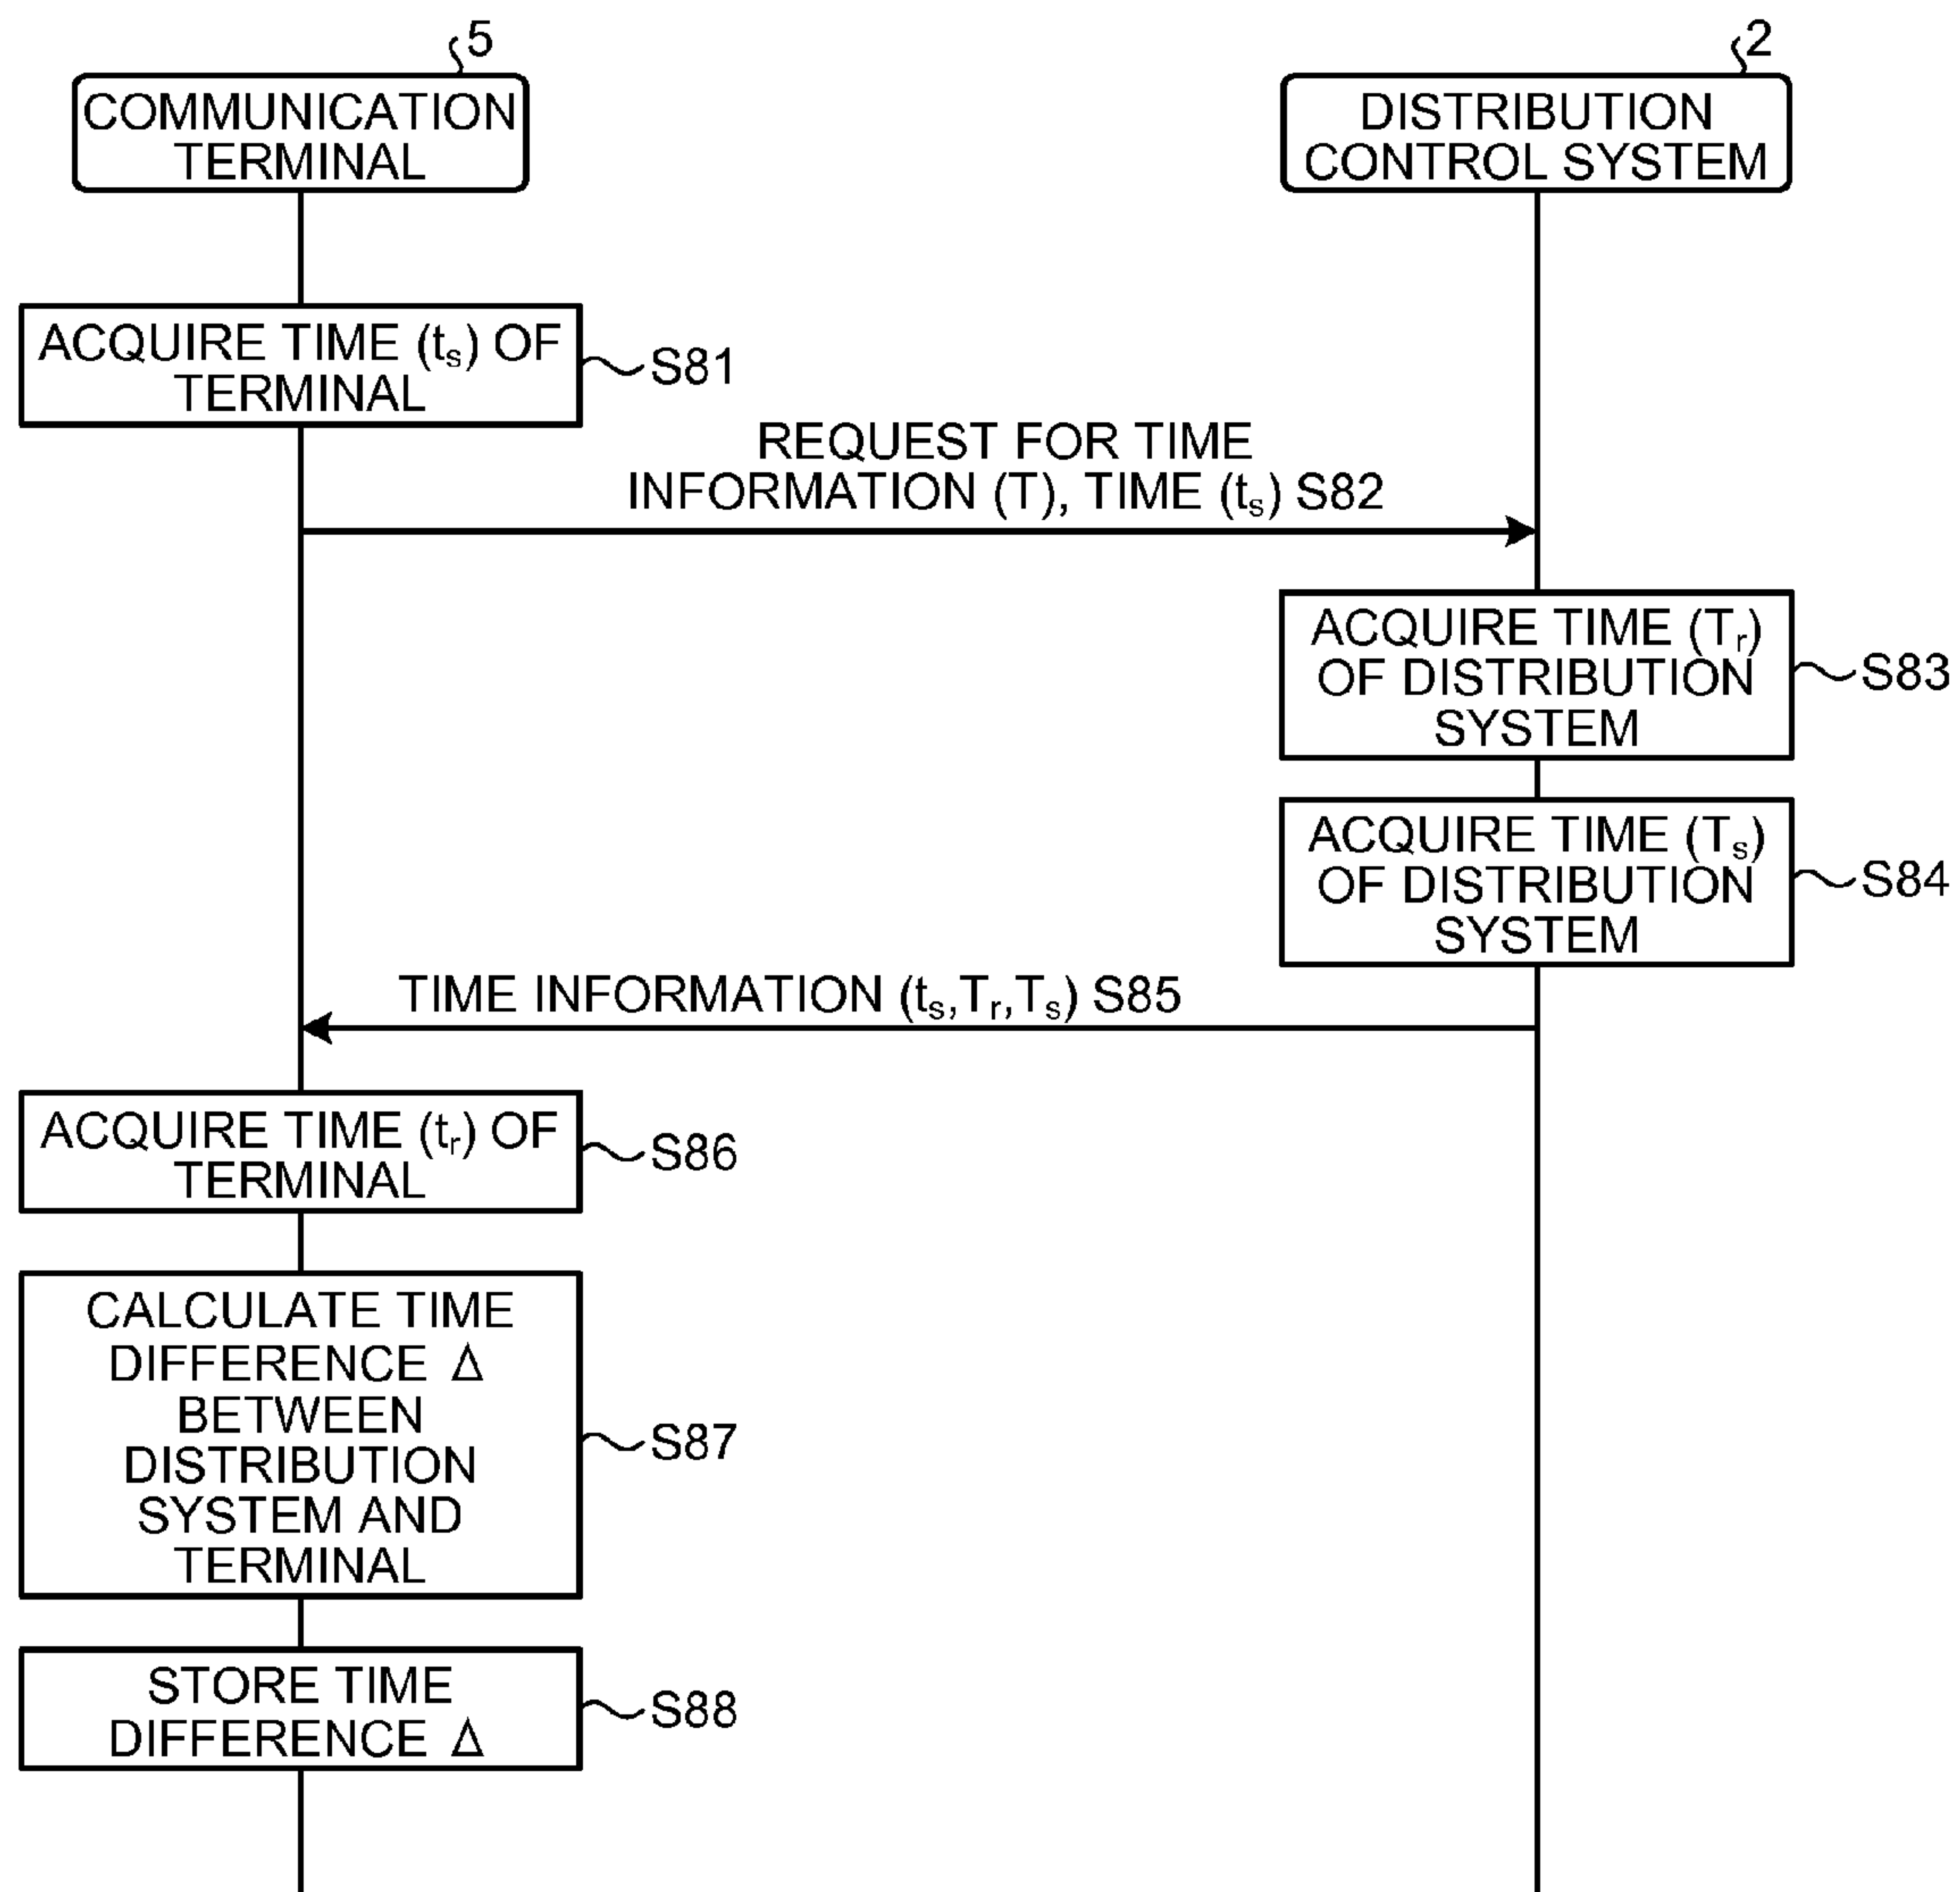 5
COMMUNICATION
TERMINAL
2
DISTRIBUTION
CONTROL SYSTEM
ACQUIRE TIME (tₛ) OF
TERMINAL
S81
REQUEST FOR TIME
INFORMATION (T), TIME (tₛ) S82
ACQUIRE TIME (Tᵣ)
OF DISTRIBUTION
SYSTEM
S83
ACQUIRE TIME (Tₛ)
OF DISTRIBUTION
SYSTEM
S84
TIME INFORMATION (tₛ,Tᵣ,Tₛ) S85
ACQUIRE TIME (tᵣ) OF
TERMINAL
S86
CALCULATE TIME
DIFFERENCE Δ
BETWEEN
DISTRIBUTION
SYSTEM AND
TERMINAL
S87
STORE TIME
DIFFERENCE Δ
S88